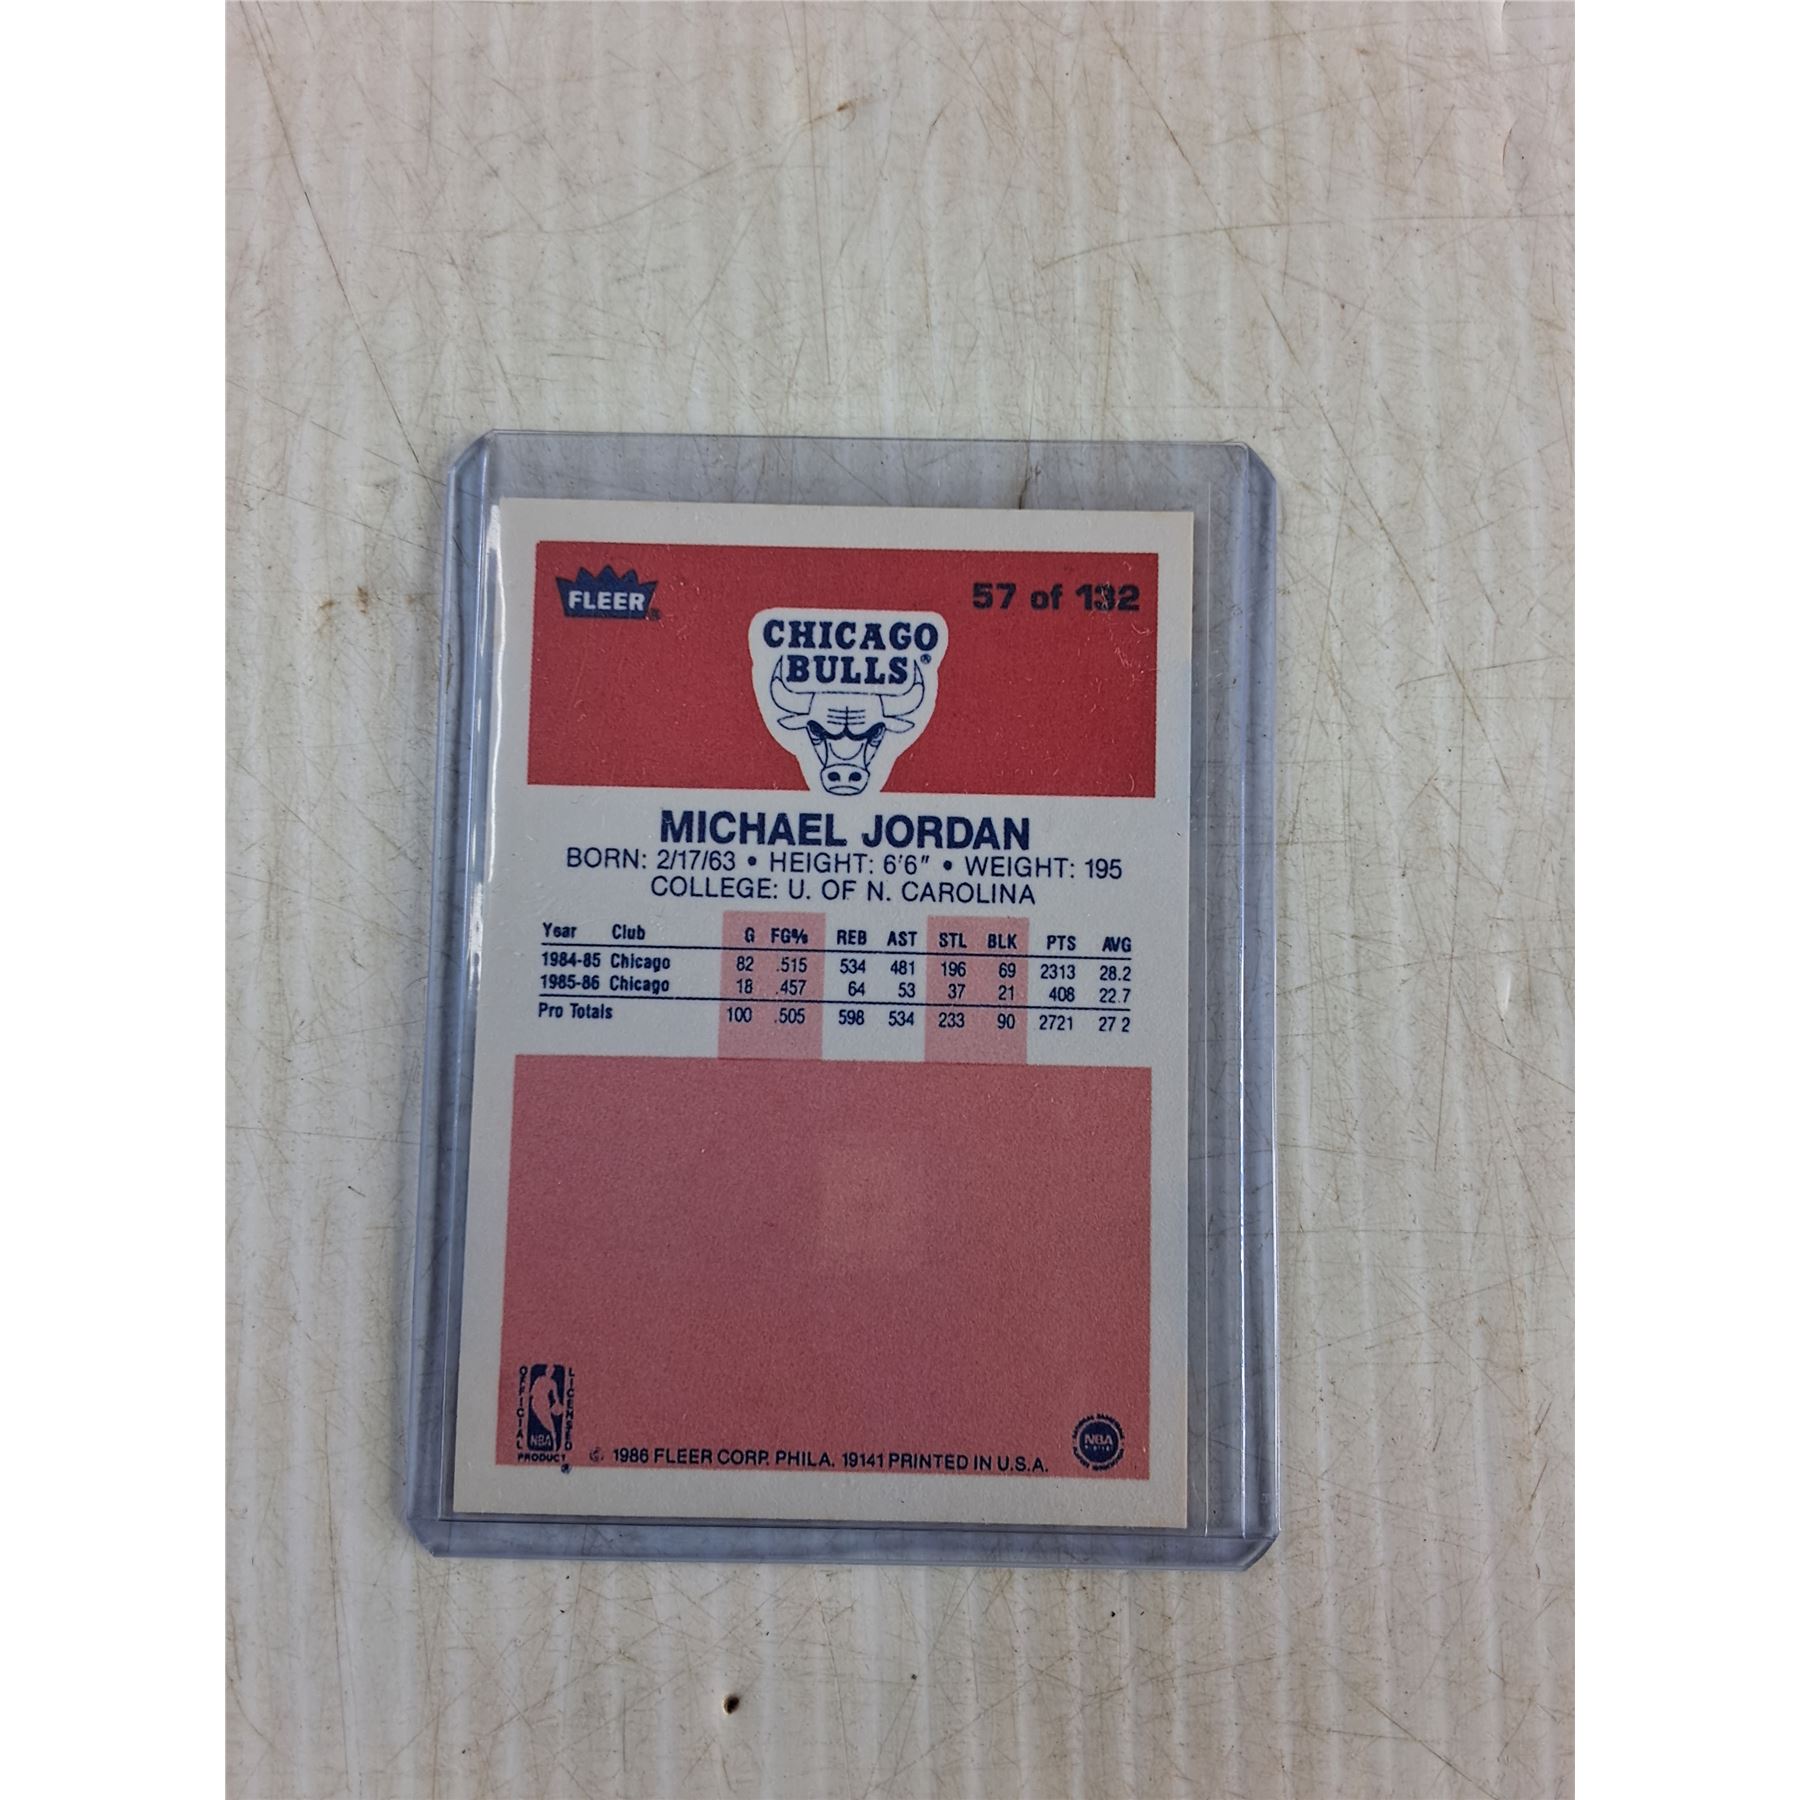 FLEER®
57 of 132
CHICAGO
BULLS®
MICHAEL JORDAN
BORN: 2/17/63 • HEIGHT: 6'6" • WEIGHT: 195
COLLEGE: U. OF N. CAROLINA
Year Club G FG% REB AST STL BLK PTS AVG
1984-85 Chicago 82 .515 534 481 196 69 2313 28.2
1985-86 Chicago 18 .457 64 53 37 21 408 22.7
Pro Totals 100 .505 598 534 233 90 2721 27 2
OFFICIAL
LICENSED
NBA
PRODUCT ®
© 1986 FLEER CORP. PHILA. 19141 PRINTED IN U.S.A.
NBA